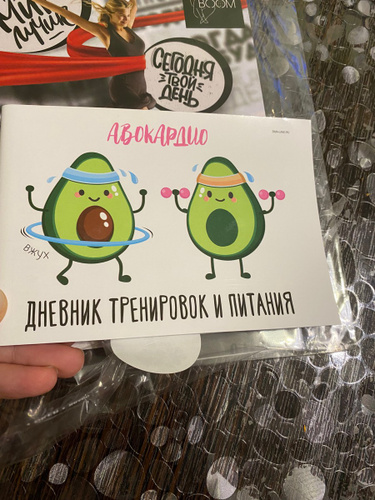 BOOM
СЕГОДНЯ
ТВОЙ
ДЕНЬ
АВОКАРДИО
ВЖУХ
ДНЕВНИК ТРЕНИРОВОК И ПИТАНИЯ